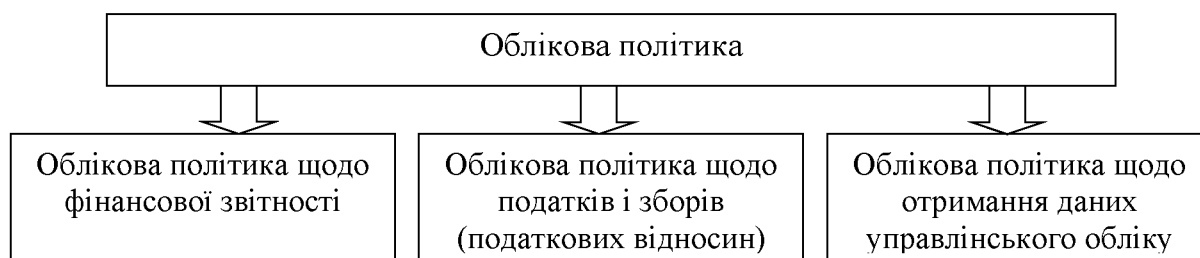 Облікова політика
Облікова політика щодо
фінансової звітності
Облікова політика щодо
податків і зборів
(податкових відносин)
Облікова політика щодо
отримання даних
управлінського обліку